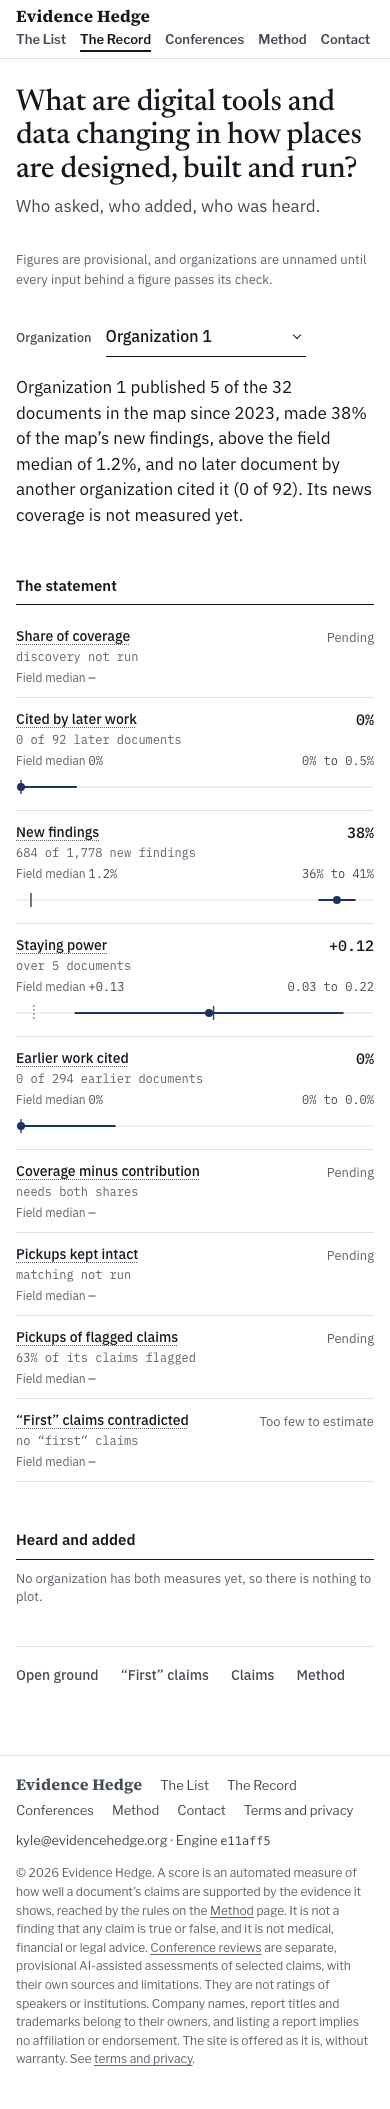 Evidence Hedge
The List The Record Conferences Method Contact
What are digital tools and
data changing in how places
are designed, built and run?
Who asked, who added, who was heard.
Figures are provisional, and organizations are unnamed until
every input behind a figure passes its check.
Organization Organization 1
Organization 1 published 5 of the 32
documents in the map since 2023, made 38%
of the map’s new findings, above the field
median of 1.2%, and no later document by
another organization cited it (0 of 92). Its news
coverage is not measured yet.
The statement
Share of coverage Pending
discovery not run
Field median –
Cited by later work 0%
0 of 92 later documents
Field median 0% 0% to 0.5%
New findings 38%
684 of 1,778 new findings
Field median 1.2% 36% to 41%
Staying power +0.12
over 5 documents
Field median +0.13 0.03 to 0.22
Earlier work cited 0%
0 of 294 earlier documents
Field median 0% 0% to 0.0%
Coverage minus contribution Pending
needs both shares
Field median –
Pickups kept intact Pending
matching not run
Field median –
Pickups of flagged claims Pending
63% of its claims flagged
Field median –
“First” claims contradicted Too few to estimate
no “first” claims
Field median –
Heard and added
No organization has both measures yet, so there is nothing to
plot.
Open ground “First” claims Claims Method
Evidence Hedge The List The Record
Conferences Method Contact Terms and privacy
kyle@evidencehedge.org · Engine e11aff5
© 2026 Evidence Hedge. A score is an automated measure of
how well a document’s claims are supported by the evidence it
shows, reached by the rules on the Method page. It is not a
finding that any claim is true or false, and it is not medical,
financial or legal advice. Conference reviews are separate,
provisional AI-assisted assessments of selected claims, with
their own sources and limitations. They are not ratings of
speakers or institutions. Company names, report titles and
trademarks belong to their owners, and listing a report implies
no affiliation or endorsement. The site is offered as it is, without
warranty. See terms and privacy.